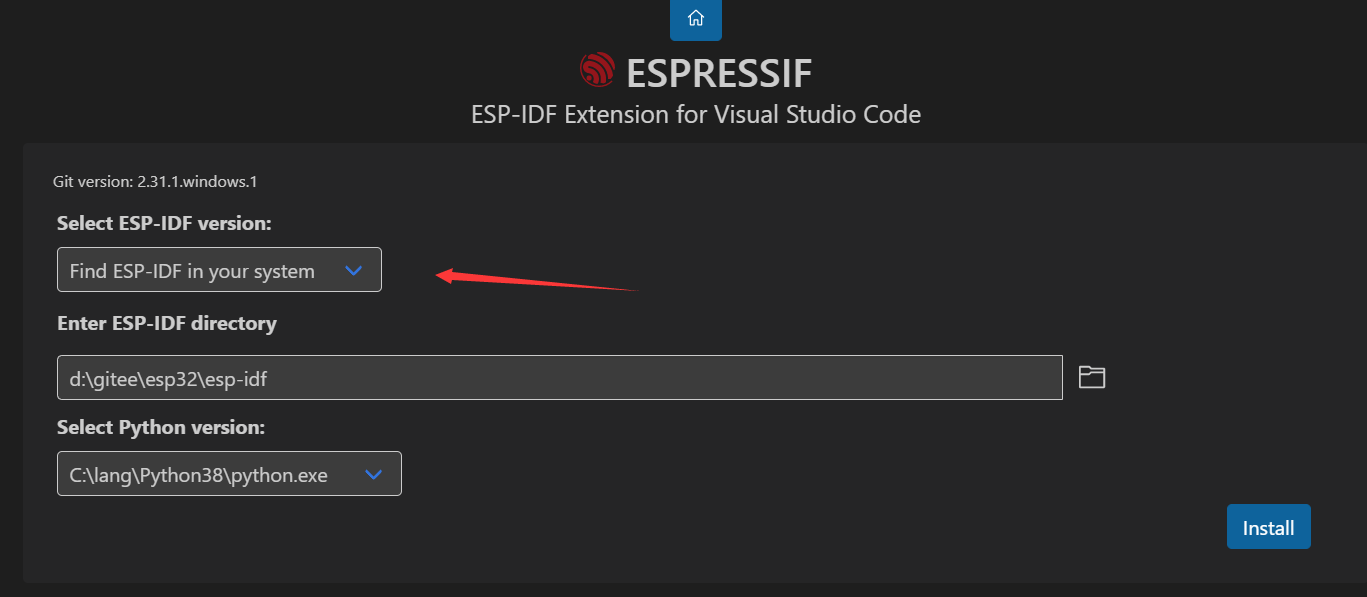 ESPRESSIF
ESP-IDF Extension for Visual Studio Code
Git version: 2.31.1.windows.1
Select ESP-IDF version:
Find ESP-IDF in your system
Enter ESP-IDF directory
d:\gitee\esp32\esp-idf
Select Python version:
C:\lang\Python38\python.exe
Install